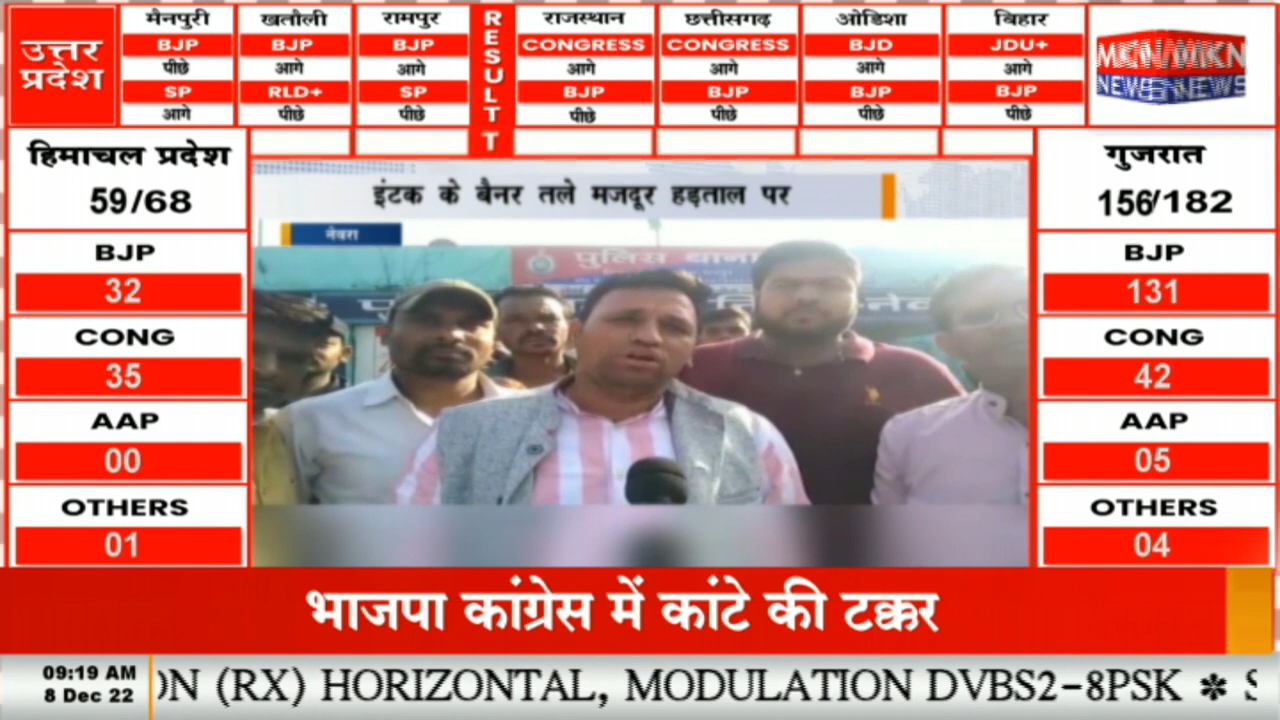 उत्तर
प्रदेश
मैनपुरी
BJP
पीछे
SP
आगे
खतौली
BJP
आगे
RLD+
पीछे
रामपुर
BJP
आगे
SP
पीछे
RESULT
T
राजस्थान
CONGRESS
आगे
BJP
पीछे
छत्तीसगढ़
CONGRESS
आगे
BJP
पीछे
ओडिशा
BJD
आगे
BJP
पीछे
बिहार
JDU+
आगे
BJP
पीछे
हिमाचल प्रदेश
59/68
BJP
32
CONG
35
AAP
00
OTHERS
01
इंटक के बैनर तले मजदूर हड़ताल पर
नेवरा
पुलिस थाना
गुजरात
156/182
BJP
131
CONG
42
AAP
05
OTHERS
04
भाजपा कांग्रेस में कांटे की टक्कर
09:19 AM
8 Dec 22
ON (RX) HORIZONTAL, MODULATION DVBS2-8PSK * S